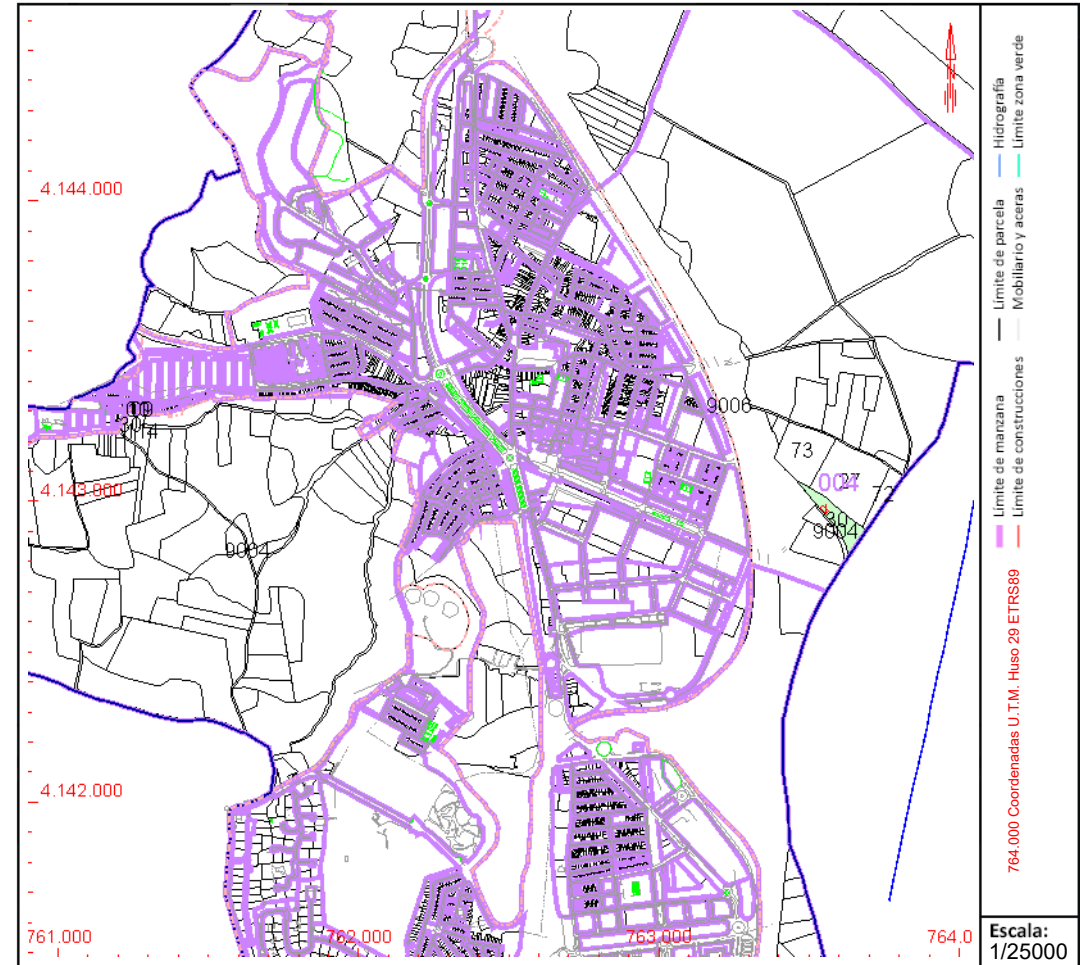 4.144.000
9006
73
4.143.000
004
27
30
9004
9004
4.142.000
761.000
762.000
763.000
764.0
Límite de manzana
Límite de parcela
Hidrografía
Límite de construcciones
Mobiliario y aceras
Límite zona verde
764.000 Coordenadas U.T.M. Huso 29 ETRS89
Escala:
1/25000